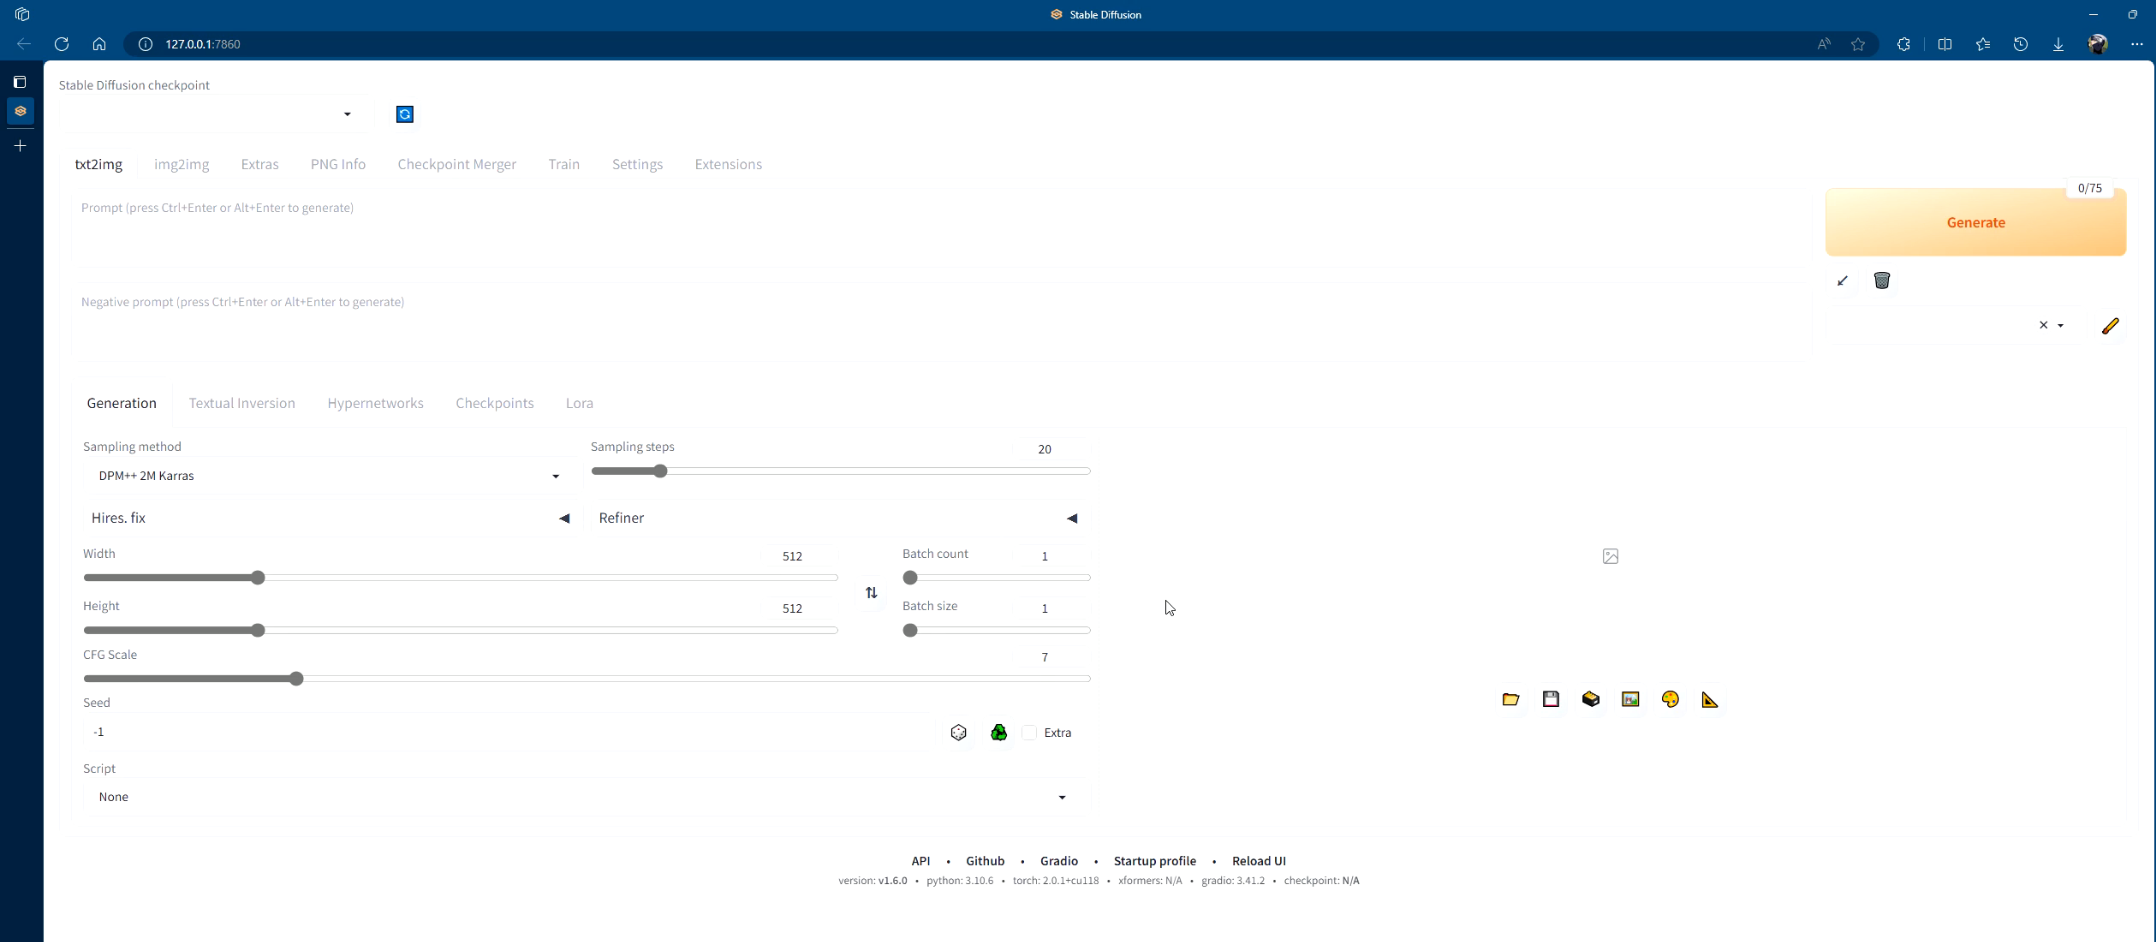 Stable Diffusion
127.0.0.1:7860
Stable Diffusion checkpoint
txt2img img2img Extras PNG Info Checkpoint Merger Train Settings Extensions
Prompt (press Ctrl+Enter or Alt+Enter to generate)
0/75
Generate
Negative prompt (press Ctrl+Enter or Alt+Enter to generate)
Generation Textual Inversion Hypernetworks Checkpoints Lora
Sampling method
DPM++ 2M Karras
Sampling steps 20
Hires. fix
Refiner
Width 512
Batch count 1
Height 512
Batch size 1
CFG Scale 7
Seed
-1
Extra
Script
None
API • Github • Gradio • Startup profile • Reload UI
version: v1.6.0 • python: 3.10.6 • torch: 2.0.1+cu118 • xformers: N/A • gradio: 3.41.2 • checkpoint: N/A